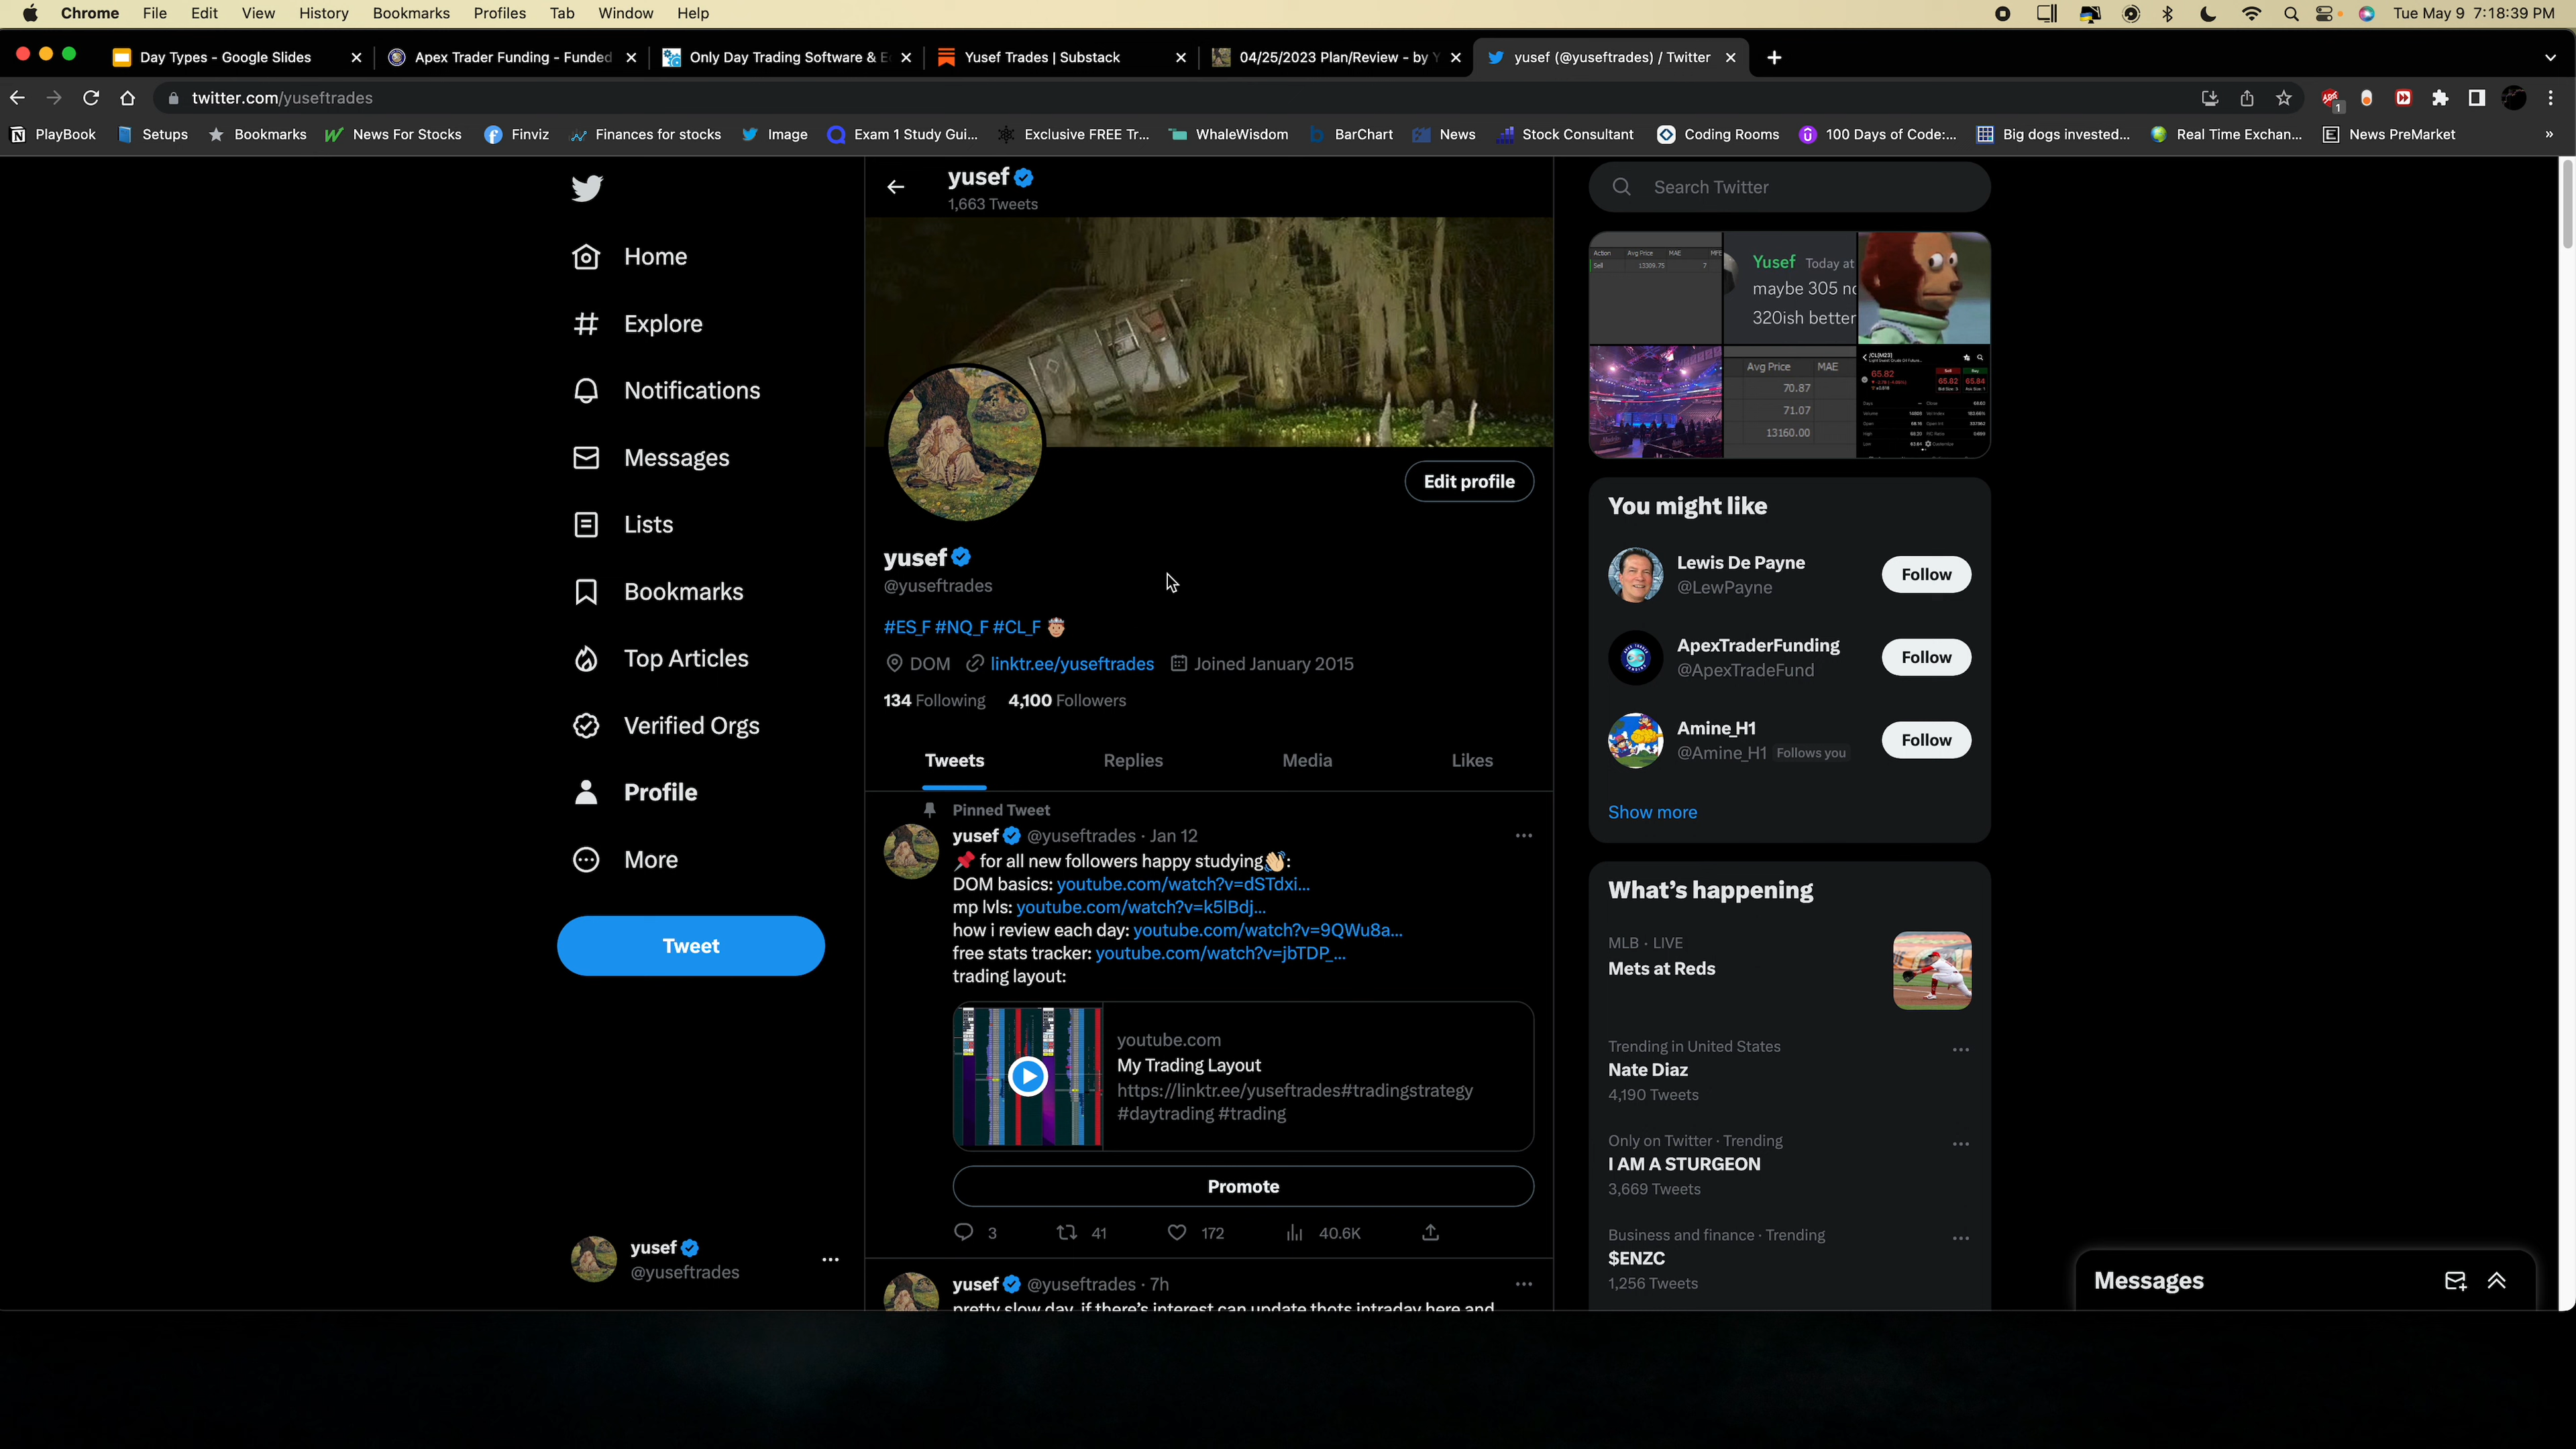 Chrome File Edit View History Bookmarks Profiles Tab Window Help
Tue May 9 7:18:39 PM
Day Types - Google Slides
Apex Trader Funding - Funded
Only Day Trading Software &
Yusef Trades | Substack
04/25/2023 Plan/Review - by
yusef (@yuseftrades) / Twitter
twitter.com/yuseftrades
PlayBook Setups Bookmarks News For Stocks Finviz Finances for stocks Image Exam 1 Study Gui... Exclusive FREE Tr... WhaleWisdom BarChart News Stock Consultant Coding Rooms 100 Days of Code:... Big dogs invested... Real Time Exchan... News PreMarket »
Home
Explore
Notifications
Messages
Lists
Bookmarks
Top Articles
Verified Orgs
Profile
More
Tweet
yusef
@yuseftrades
yusef
1,663 Tweets
Edit profile
yusef
@yuseftrades
#ES_F #NQ_F #CL_F
DOM linktr.ee/yuseftrades Joined January 2015
134 Following 4,100 Followers
Tweets Replies Media Likes
Pinned Tweet
yusef @yuseftrades · Jan 12
📌 for all new followers happy studying👏🏼:
DOM basics: youtube.com/watch?v=dSTdxi...
mp lvls: youtube.com/watch?v=k5lBdj...
how i review each day: youtube.com/watch?v=9QWu8a...
free stats tracker: youtube.com/watch?v=jbTDP_...
trading layout:
youtube.com
My Trading Layout
https://linktr.ee/yuseftrades#tradingstrategy
#daytrading #trading
Promote
3 41 172 40.6K
yusef @yuseftrades · 7h
pretty slow day, if there's interest can update thots intraday here and
Search Twitter
Action Avg Price MAE
Sell 13309.75 7
Yusef Today at
maybe 305
320ish better
Avg Price MAE
70.87
71.07
13160.00
/CL[M23]
65.82
65.82 65.84
You might like
Lewis De Payne
@LewPayne
Follow
ApexTraderFunding
@ApexTradeFund
Follow
Amine_H1
@Amine_H1 Follows you
Follow
Show more
What's happening
MLB · LIVE
Mets at Reds
Trending in United States
Nate Diaz
4,190 Tweets
Only on Twitter · Trending
I AM A STURGEON
3,669 Tweets
Business and finance · Trending
$ENZC
1,256 Tweets
Messages